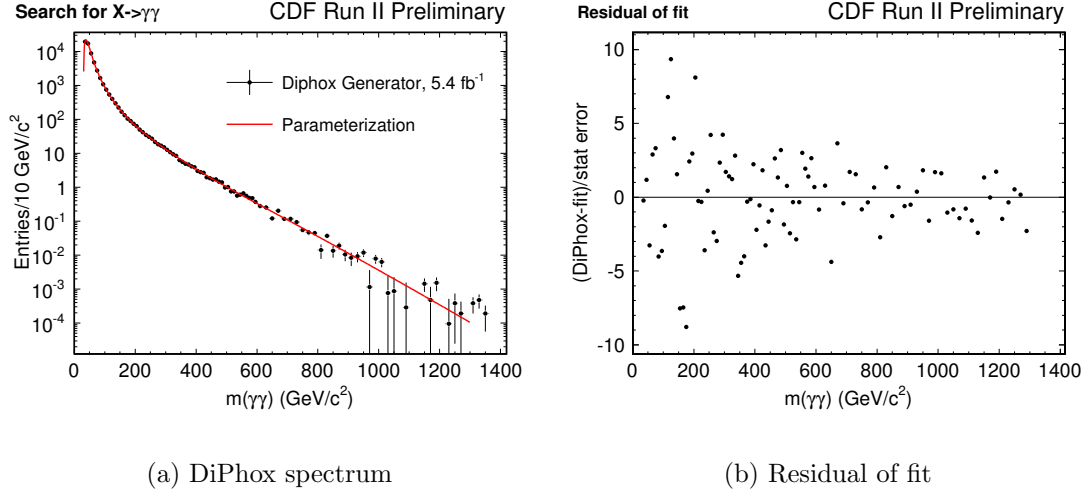 Search for X->γγ
CDF Run II Preliminary
Entries/10 GeV/c²
10⁴
10³
10²
10
1
10⁻¹
10⁻²
10⁻³
10⁻⁴
Diphox Generator, 5.4 fb⁻¹
Parameterization
0 200 400 600 800 1000 1200 1400
m(γγ) (GeV/c²)
(a) DiPhox spectrum
Residual of fit
CDF Run II Preliminary
(DiPhox-fit)/stat error
10
5
0
-5
-10
0 200 400 600 800 1000 1200 1400
m(γγ) (GeV/c²)
(b) Residual of fit